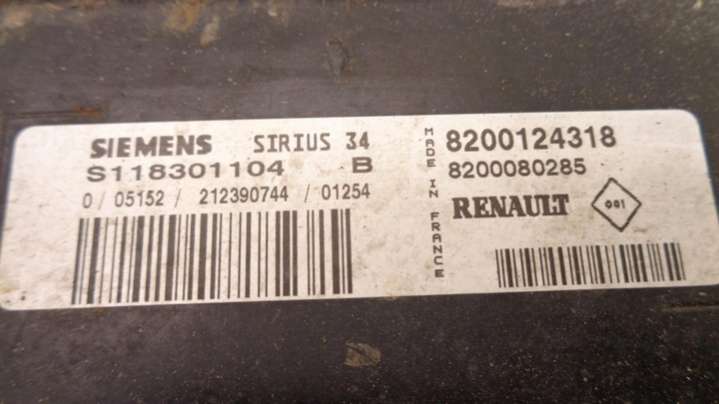 SIEMENS SIRIUS 34
S118301104 B
0 / 05152 / 212390744 / 01254
MADE IN FRANCE
8200124318
8200080285
RENAULT 001